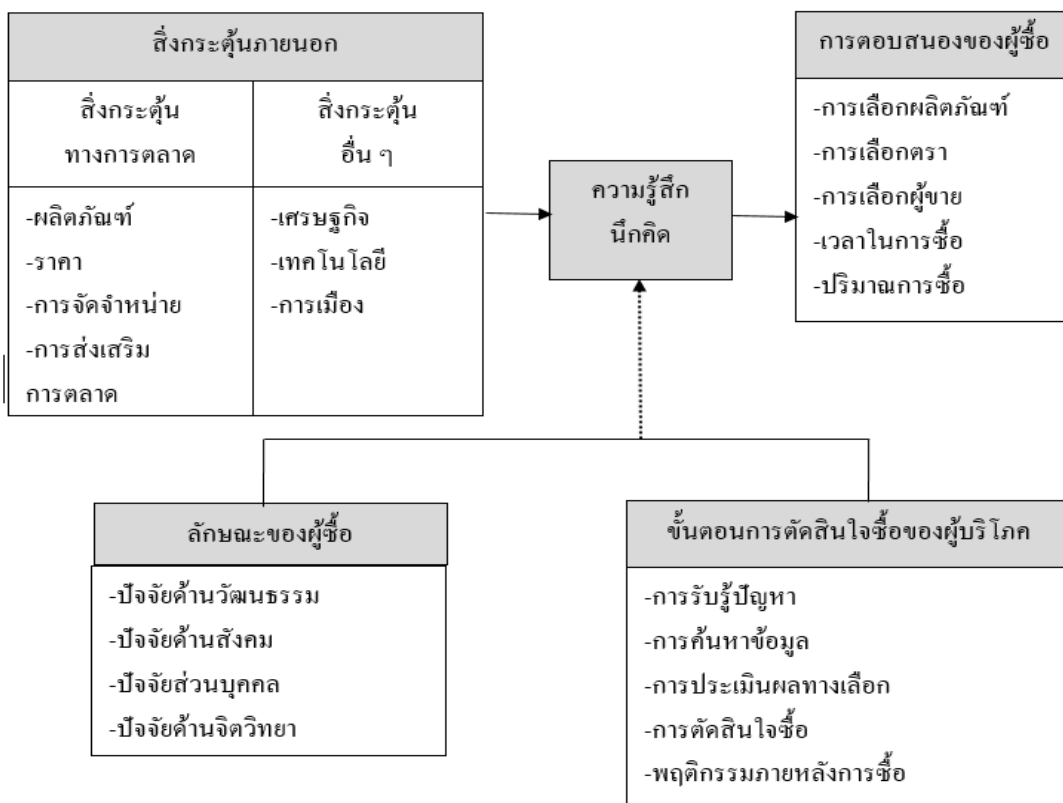 สิ่งกระตุ้นภายนอก
สิ่งกระตุ้น
ทางการตลาด
สิ่งกระตุ้น
อื่น ๆ
-ผลิตภัณฑ์
-ราคา
-การจัดจำหน่าย
-การส่งเสริม
การตลาด
-เศรษฐกิจ
-เทคโนโลยี
-การเมือง
ความรู้สึก
นึกคิด
การตอบสนองของผู้ซื้อ
-การเลือกผลิตภัณฑ์
-การเลือกตรา
-การเลือกผู้ขาย
-เวลาในการซื้อ
-ปริมาณการซื้อ
ลักษณะของผู้ซื้อ
-ปัจจัยด้านวัฒนธรรม
-ปัจจัยด้านสังคม
-ปัจจัยส่วนบุคคล
-ปัจจัยด้านจิตวิทยา
ขั้นตอนการตัดสินใจซื้อของผู้บริโภค
-การรับรู้ปัญหา
-การค้นหาข้อมูล
-การประเมินผลทางเลือก
-การตัดสินใจซื้อ
-พฤติกรรมภายหลังการซื้อ